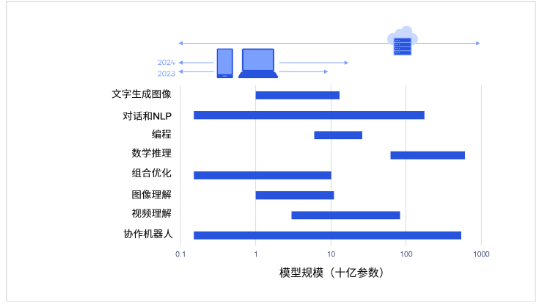 2024
2023
文字生成图像
对话和NLP
编程
数学推理
组合优化
图像理解
视频理解
协作机器人
0.1 1 10 100 1000
模型规模（十亿参数）